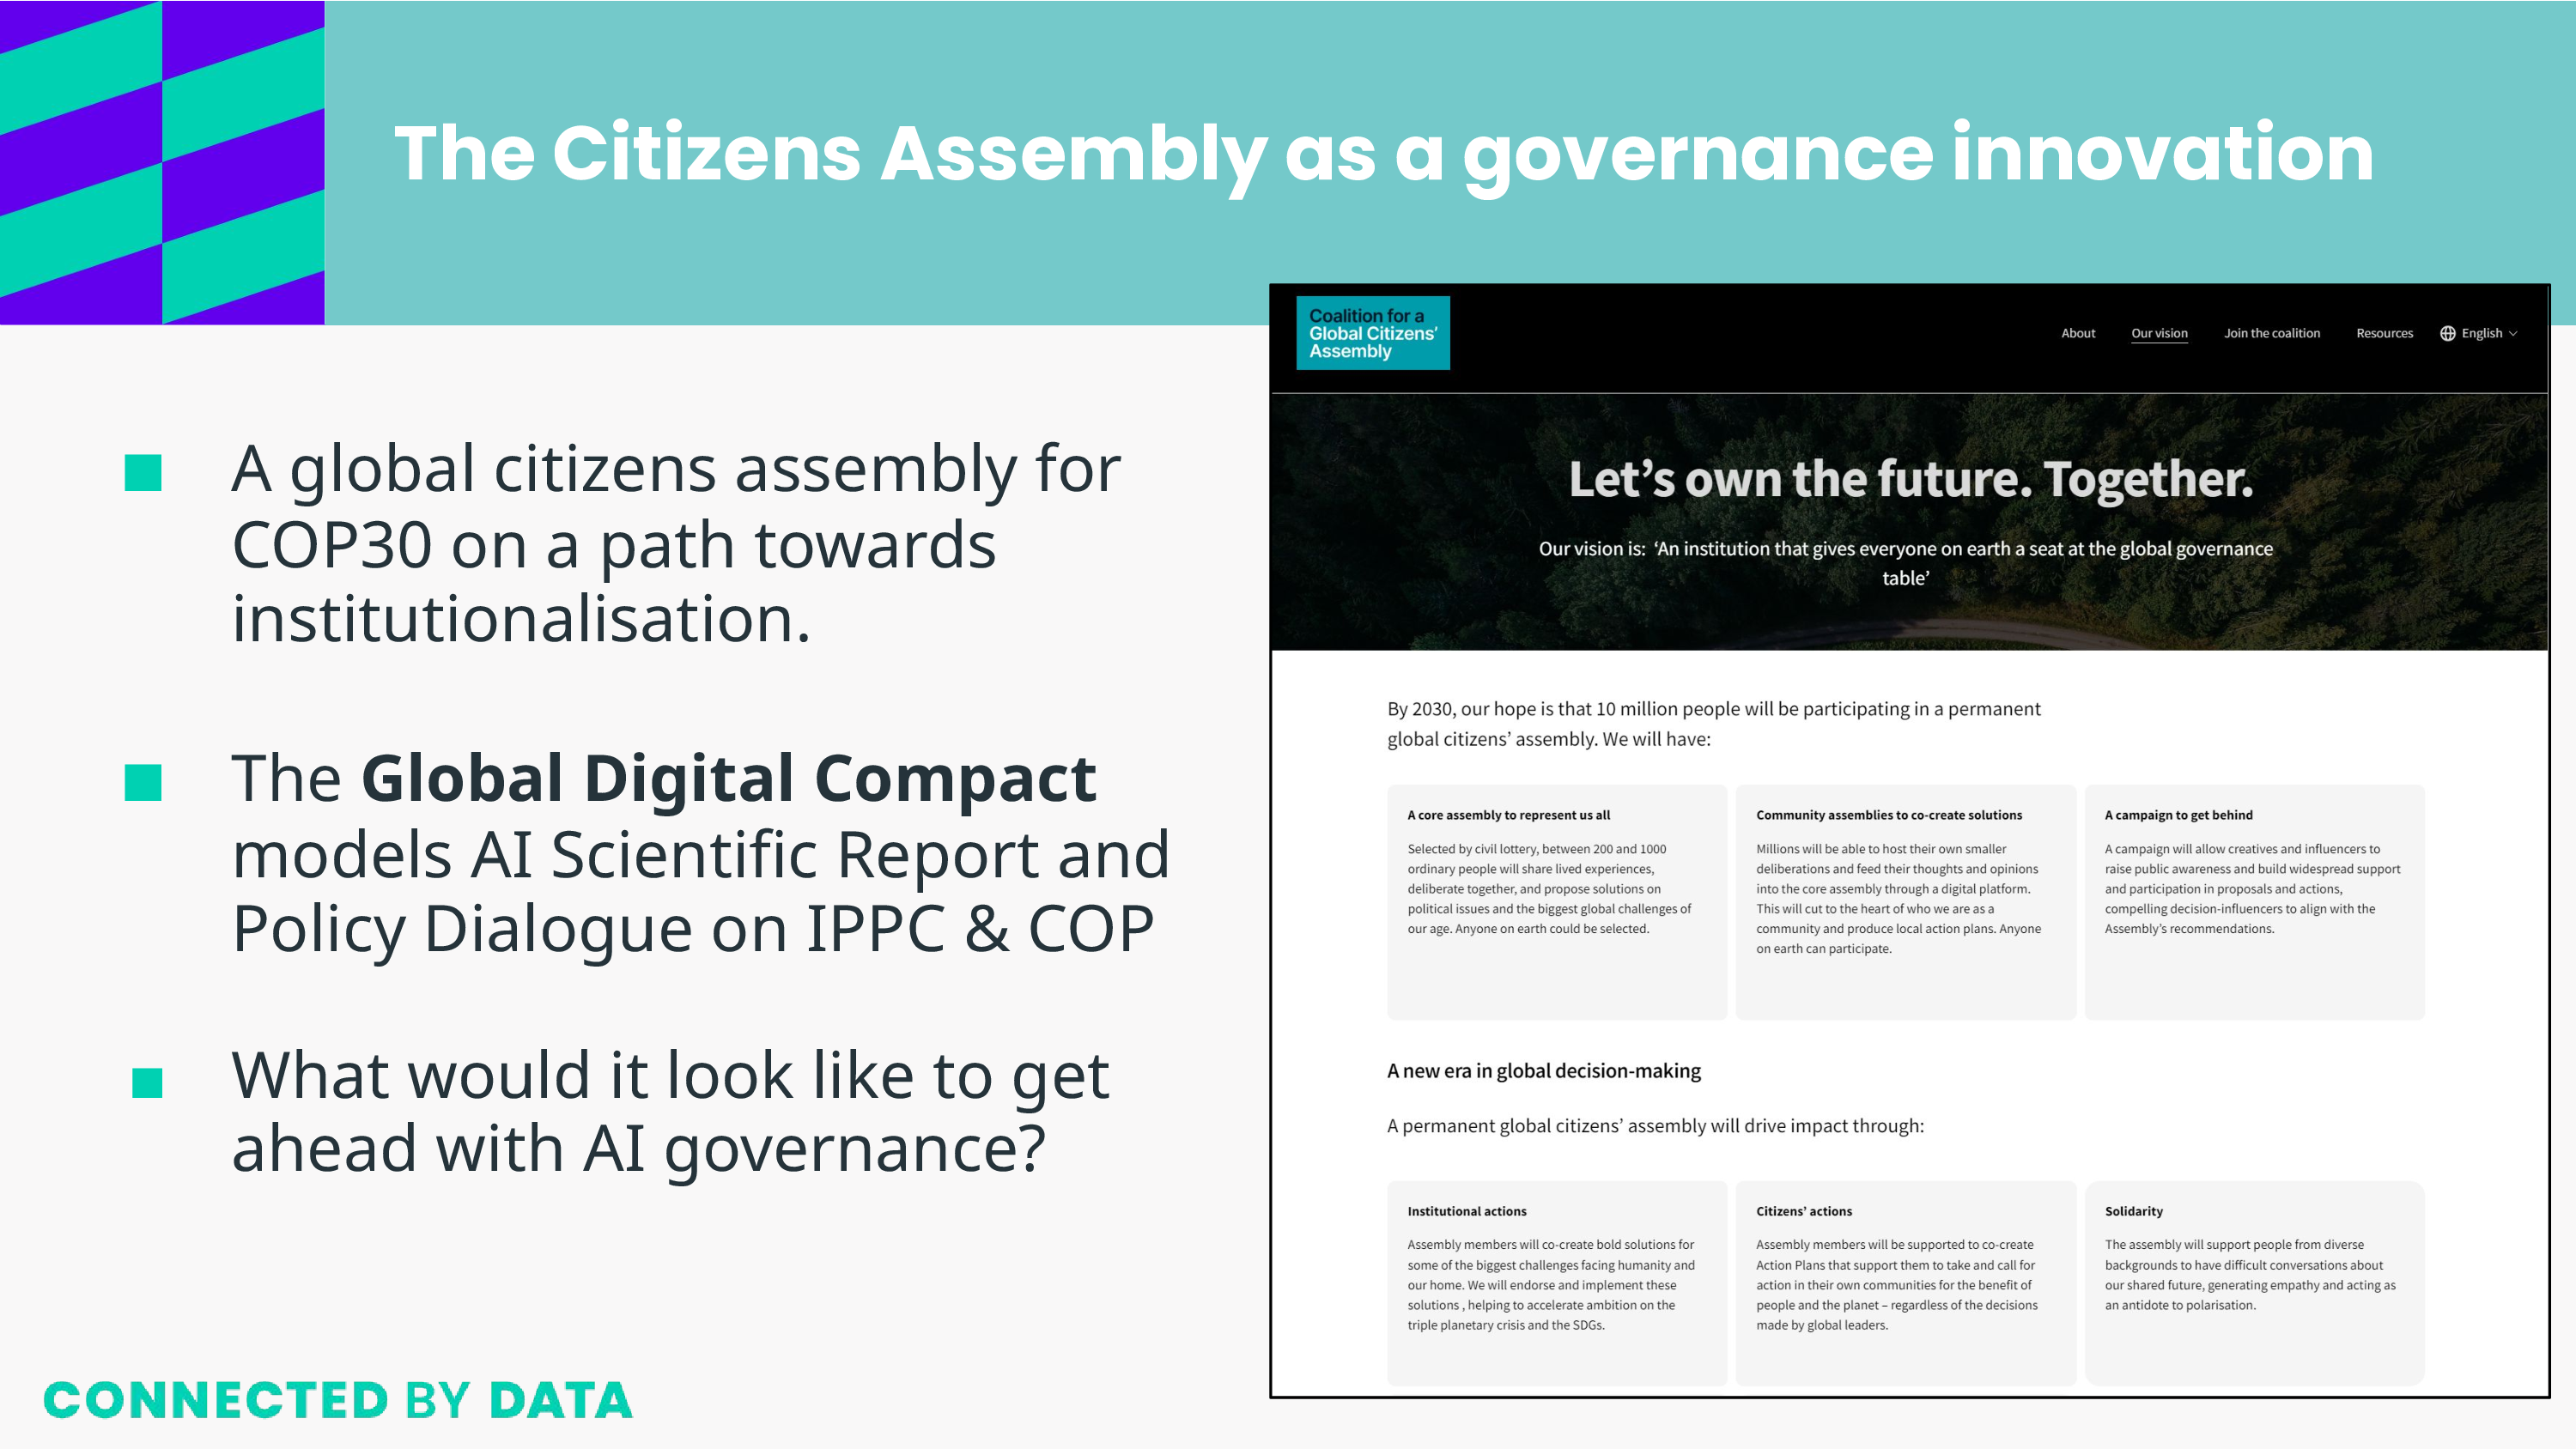 The Citizens Assembly as a governance innovation
A global citizens assembly for
COP30 on a path towards
institutionalisation.
The Global Digital Compact
models AI Scientific Report and
Policy Dialogue on IPPC & COP
What would it look like to get
ahead with AI governance?
CONNECTED BY DATA
Coalition for a
Global Citizens’
Assembly
About Our vision Join the coalition Resources English
Let’s own the future. Together.
Our vision is: ‘An institution that gives everyone on earth a seat at the global governance
table’
By 2030, our hope is that 10 million people will be participating in a permanent
global citizens’ assembly. We will have:
A core assembly to represent us all
Selected by civil lottery, between 200 and 1000
ordinary people will share lived experiences,
deliberate together, and propose solutions on
political issues and the biggest global challenges of
our age. Anyone on earth could be selected.
Community assemblies to co-create solutions
Millions will be able to host their own smaller
deliberations and feed their thoughts and opinions
into the core assembly through a digital platform.
This will cut to the heart of who we are as a
community and produce local action plans. Anyone
on earth can participate.
A campaign to get behind
A campaign will allow creatives and influencers to
raise public awareness and build widespread support
and participation in proposals and actions,
compelling decision-influencers to align with the
Assembly’s recommendations.
A new era in global decision-making
A permanent global citizens’ assembly will drive impact through:
Institutional actions
Assembly members will co-create bold solutions for
some of the biggest challenges facing humanity and
our home. We will endorse and implement these
solutions , helping to accelerate ambition on the
triple planetary crisis and the SDGs.
Citizens’ actions
Assembly members will be supported to co-create
Action Plans that support them to take and call for
action in their own communities for the benefit of
people and the planet – regardless of the decisions
made by global leaders.
Solidarity
The assembly will support people from diverse
backgrounds to have difficult conversations about
our shared future, generating empathy and acting as
an antidote to polarisation.